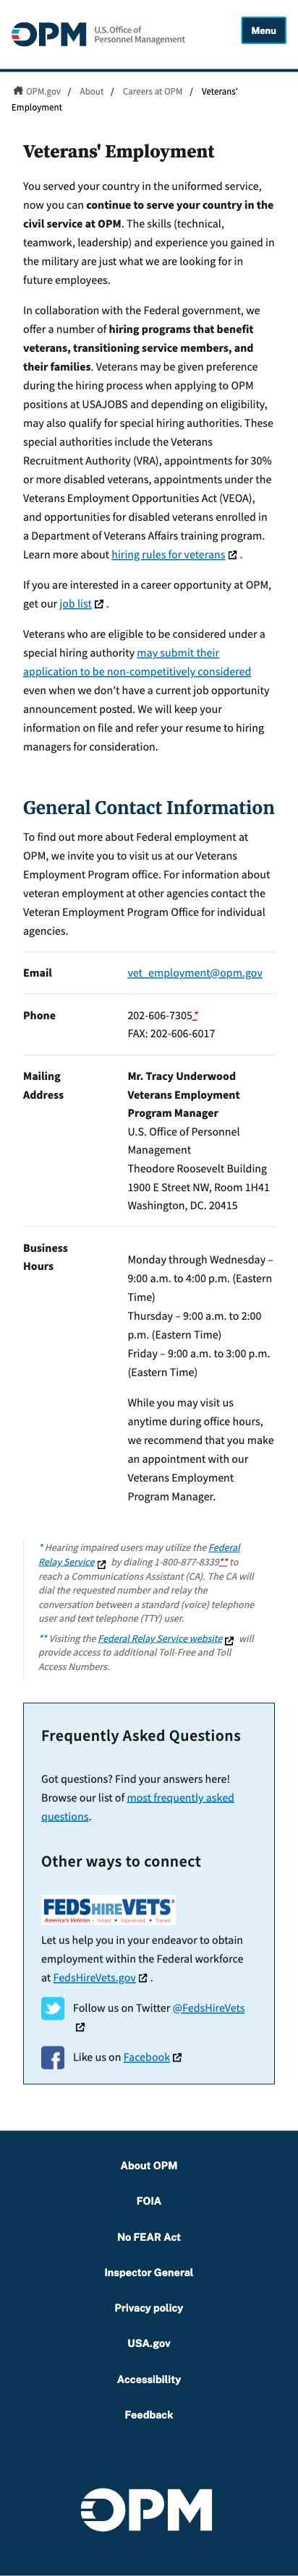 OPM U.S. Office of
Personnel Management
Menu
OPM.gov / About / Careers at OPM / Veterans'
Employment
Veterans' Employment
You served your country in the uniformed service,
now you can continue to serve your country in the
civil service at OPM. The skills (technical,
teamwork, leadership) and experience you gained in
the military are just what we are looking for in
future employees.
In collaboration with the Federal government, we
offer a number of hiring programs that benefit
veterans, transitioning service members, and
their families. Veterans may be given preference
during the hiring process when applying to OPM
positions at USAJOBS and depending on eligibility,
may also qualify for special hiring authorities. These
special authorities include the Veterans
Recruitment Authority (VRA), appointments for 30%
or more disabled veterans, appointments under the
Veterans Employment Opportunities Act (VEOA),
and opportunities for disabled veterans enrolled in
a Department of Veterans Affairs training program.
Learn more about hiring rules for veterans .
If you are interested in a career opportunity at OPM,
get our job list .
Veterans who are eligible to be considered under a
special hiring authority may submit their
application to be non-competitively considered
even when we don't have a current job opportunity
announcement posted. We will keep your
information on file and refer your resume to hiring
managers for consideration.
General Contact Information
To find out more about Federal employment at
OPM, we invite you to visit us at our Veterans
Employment Program office. For information about
veteran employment at other agencies contact the
Veteran Employment Program Office for individual
agencies.
Email vet_employment@opm.gov
Phone 202-606-7305 *
FAX: 202-606-6017
Mailing Mr. Tracy Underwood
Address Veterans Employment
Program Manager
U.S. Office of Personnel
Management
Theodore Roosevelt Building
1900 E Street NW, Room 1H41
Washington, DC. 20415
Business
Hours
Monday through Wednesday –
9:00 a.m. to 4:00 p.m. (Eastern
Time)
Thursday – 9:00 a.m. to 2:00
p.m. (Eastern Time)
Friday – 9:00 a.m. to 3:00 p.m.
(Eastern Time)
While you may visit us
anytime during office hours,
we recommend that you make
an appointment with our
Veterans Employment
Program Manager.
* Hearing impaired users may utilize the Federal
Relay Service by dialing 1-800-877-8339** to
reach a Communications Assistant (CA). The CA will
dial the requested number and relay the
conversation between a standard (voice) telephone
user and text telephone (TTY) user.
** Visiting the Federal Relay Service website will
provide access to additional Toll-Free and Toll
Access Numbers.
Frequently Asked Questions
Got questions? Find your answers here!
Browse our list of most frequently asked
questions.
Other ways to connect
FEDSHIREVETS
America's Veteran • Valued • Experienced • Trained
Let us help you in your endeavor to obtain
employment within the Federal workforce
at FedsHireVets.gov .
Follow us on Twitter @FedsHireVets
Like us on Facebook
About OPM
FOIA
No FEAR Act
Inspector General
Privacy policy
USA.gov
Accessibility
Feedback
OPM